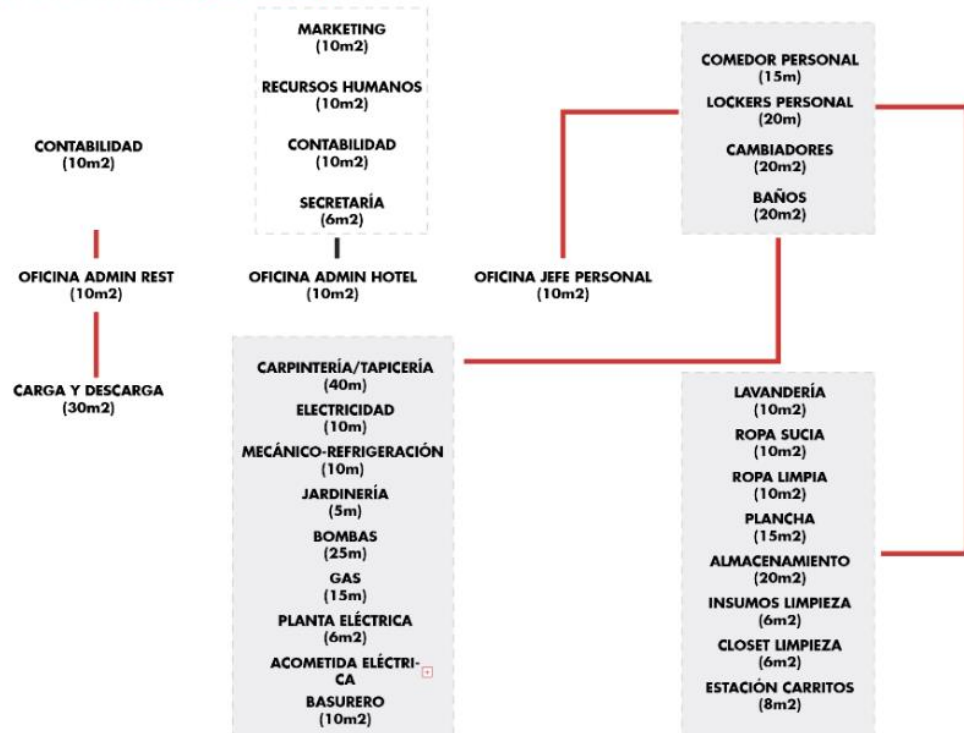 MARKETING
(10m2)
RECURSOS HUMANOS
(10m2)
CONTABILIDAD
(10m2)
SECRETARÍA
(6m2)
COMEDOR PERSONAL
(15m)
LOCKERS PERSONAL
(20m)
CAMBIADORES
(20m2)
BAÑOS
(20m2)
CONTABILIDAD
(10m2)
OFICINA ADMIN REST
(10m2)
OFICINA ADMIN HOTEL
(10m2)
OFICINA JEFE PERSONAL
(10m2)
CARGA Y DESCARGA
(30m2)
CARPINTERÍA/TAPICERÍA
(40m)
ELECTRICIDAD
(10m)
MECÁNICO-REFRIGERACIÓN
(10m)
JARDINERÍA
(5m)
BOMBAS
(25m)
GAS
(15m)
PLANTA ELÉCTRICA
(6m2)
ACOMETIDA ELÉCTRI-
CA
BASURERO
(10m2)
LAVANDERÍA
(10m2)
ROPA SUCIA
(10m2)
ROPA LIMPIA
(10m2)
PLANCHA
(15m2)
ALMACENAMIENTO
(20m2)
INSUMOS LIMPIEZA
(6m2)
CLOSET LIMPIEZA
(6m2)
ESTACIÓN CARRITOS
(8m2)